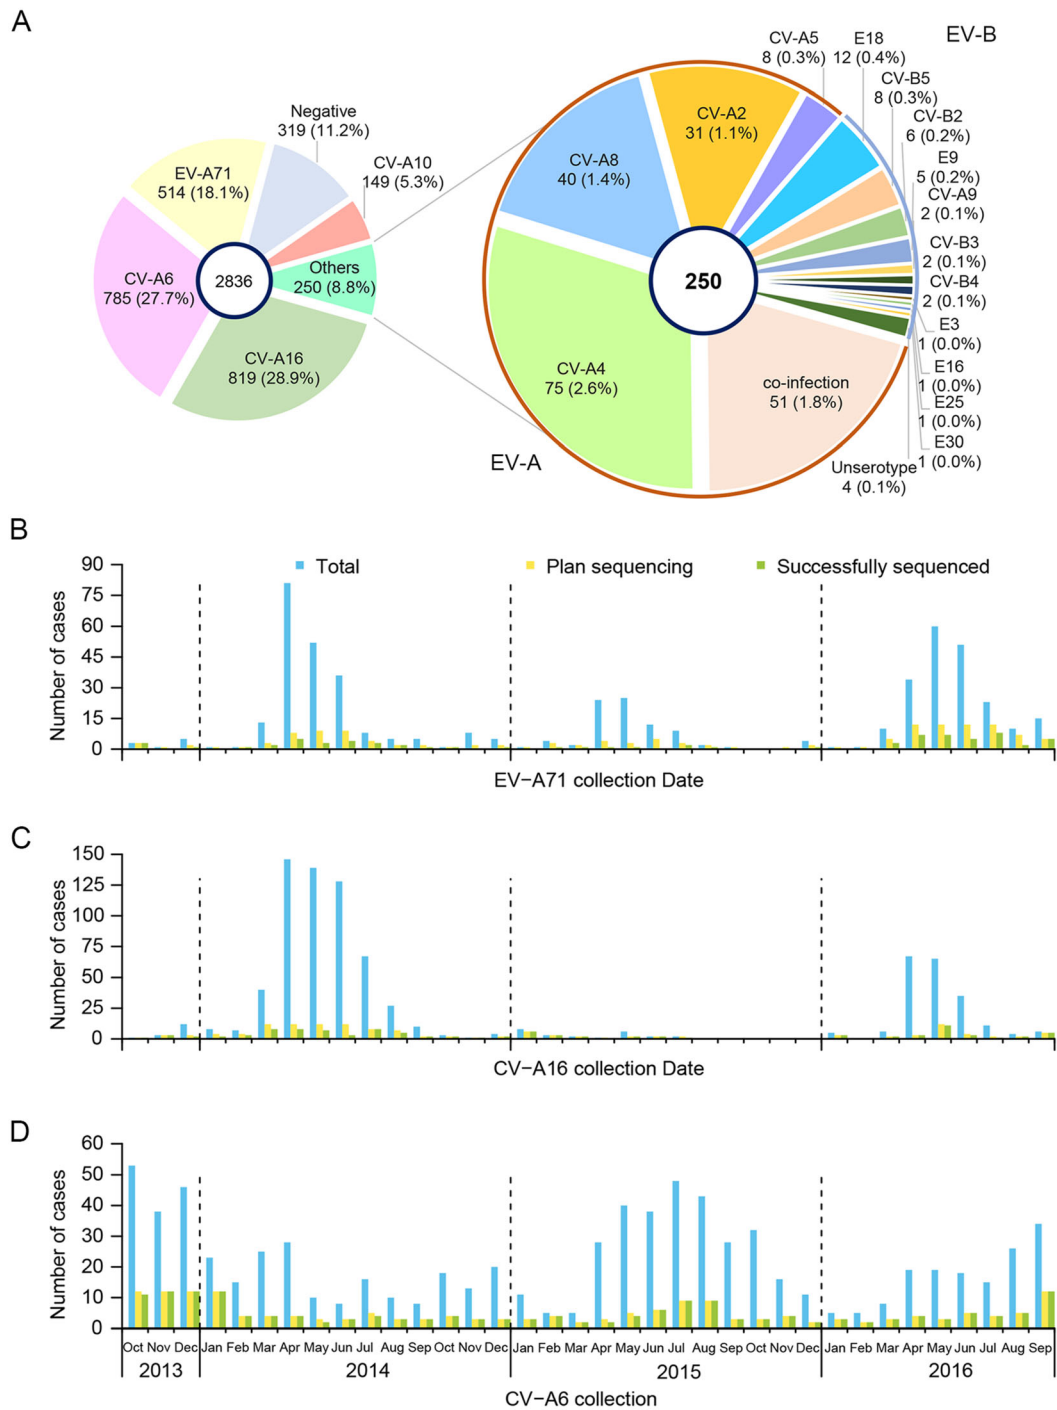 A
EV-B
CV-A5
8 (0.3%)
E18
12 (0.4%)
CV-B5
8 (0.3%)
CV-B2
6 (0.2%)
E9
5 (0.2%)
CV-A9
2 (0.1%)
CV-B3
2 (0.1%)
CV-B4
2 (0.1%)
E3
1 (0.0%)
E16
1 (0.0%)
E25
1 (0.0%)
E30
1 (0.0%)
Unserotype
4 (0.1%)
Negative
319 (11.2%)
CV-A10
149 (5.3%)
EV-A71
514 (18.1%)
CV-A6
785 (27.7%)
2836
Others
250 (8.8%)
CV-A16
819 (28.9%)
CV-A2
31 (1.1%)
CV-A8
40 (1.4%)
250
CV-A4
75 (2.6%)
co-infection
51 (1.8%)
EV-A
B
Number of cases
90
75
60
45
30
15
0
Total
Plan sequencing
Successfully sequenced
EV−A71 collection Date
C
Number of cases
150
125
100
75
50
25
0
CV−A16 collection Date
D
Number of cases
60
50
40
30
20
10
0
Oct Nov Dec Jan Feb Mar Apr May Jun Jul Aug Sep Oct Nov Dec Jan Feb Mar Apr May Jun Jul Aug Sep Oct Nov Dec Jan Feb Mar Apr May Jun Jul Aug Sep
2013 2014 2015 2016
CV−A6 collection